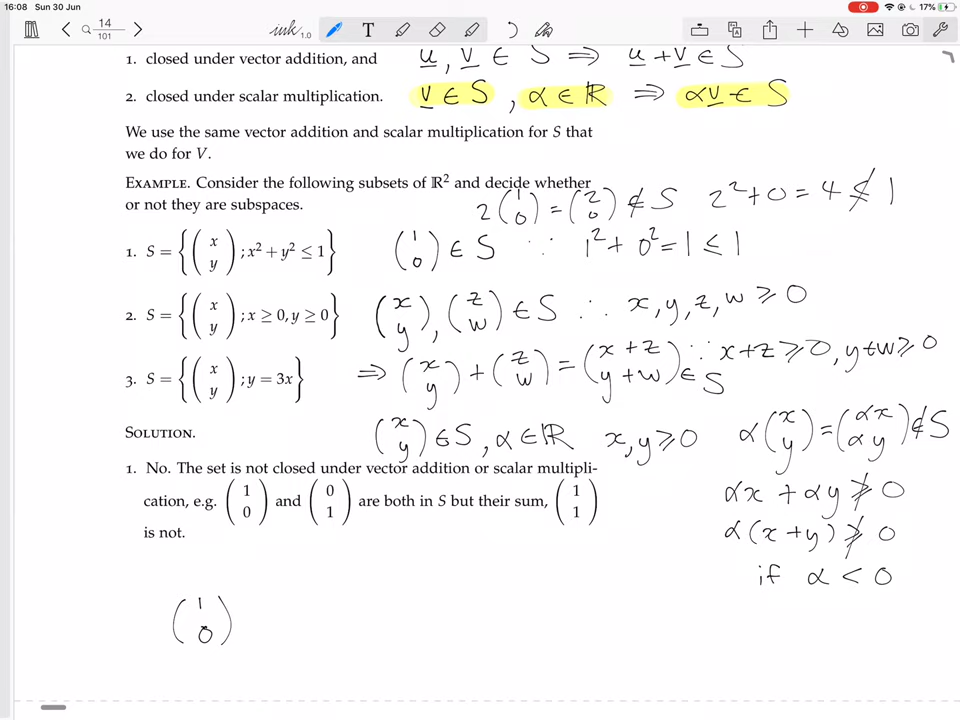 16:08 Sun 30 Jun 17%
14
101
ink 1.0 T
1. closed under vector addition, and u, v ∈ S ⇒ u + v ∈ S
2. closed under scalar multiplication. v ∈ S , α ∈ ℝ ⇒ αv ∈ S
We use the same vector addition and scalar multiplication for S that
we do for V.
EXAMPLE. Consider the following subsets of ℝ² and decide whether
or not they are subspaces.
2 (1 0) = (2 0) ∉ S 2² + 0 = 4 ≰ 1
1. S = { (x y) ; x² + y² ≤ 1 } (1 0) ∈ S ∵ 1² + 0² = 1 ≤ 1
2. S = { (x y) ; x ≥ 0, y ≥ 0 } (x y), (z w) ∈ S ∴ x, y, z, w ≥ 0
3. S = { (x y) ; y = 3x } ⇒ (x y) + (z w) = (x + z y + w) ∈ S ∵ x + z ≥ 0, y + w ≥ 0
SOLUTION. (x y) ∈ S, α ∈ ℝ x, y ≥ 0 α (x y) = (αx αy) ∉ S
1. No. The set is not closed under vector addition or scalar multipli-
cation, e.g. (1 0) and (0 1) are both in S but their sum, (1 1)
is not.
αx + αy ≱ 0
α (x + y) ≱ 0
if α < 0
(1 0)